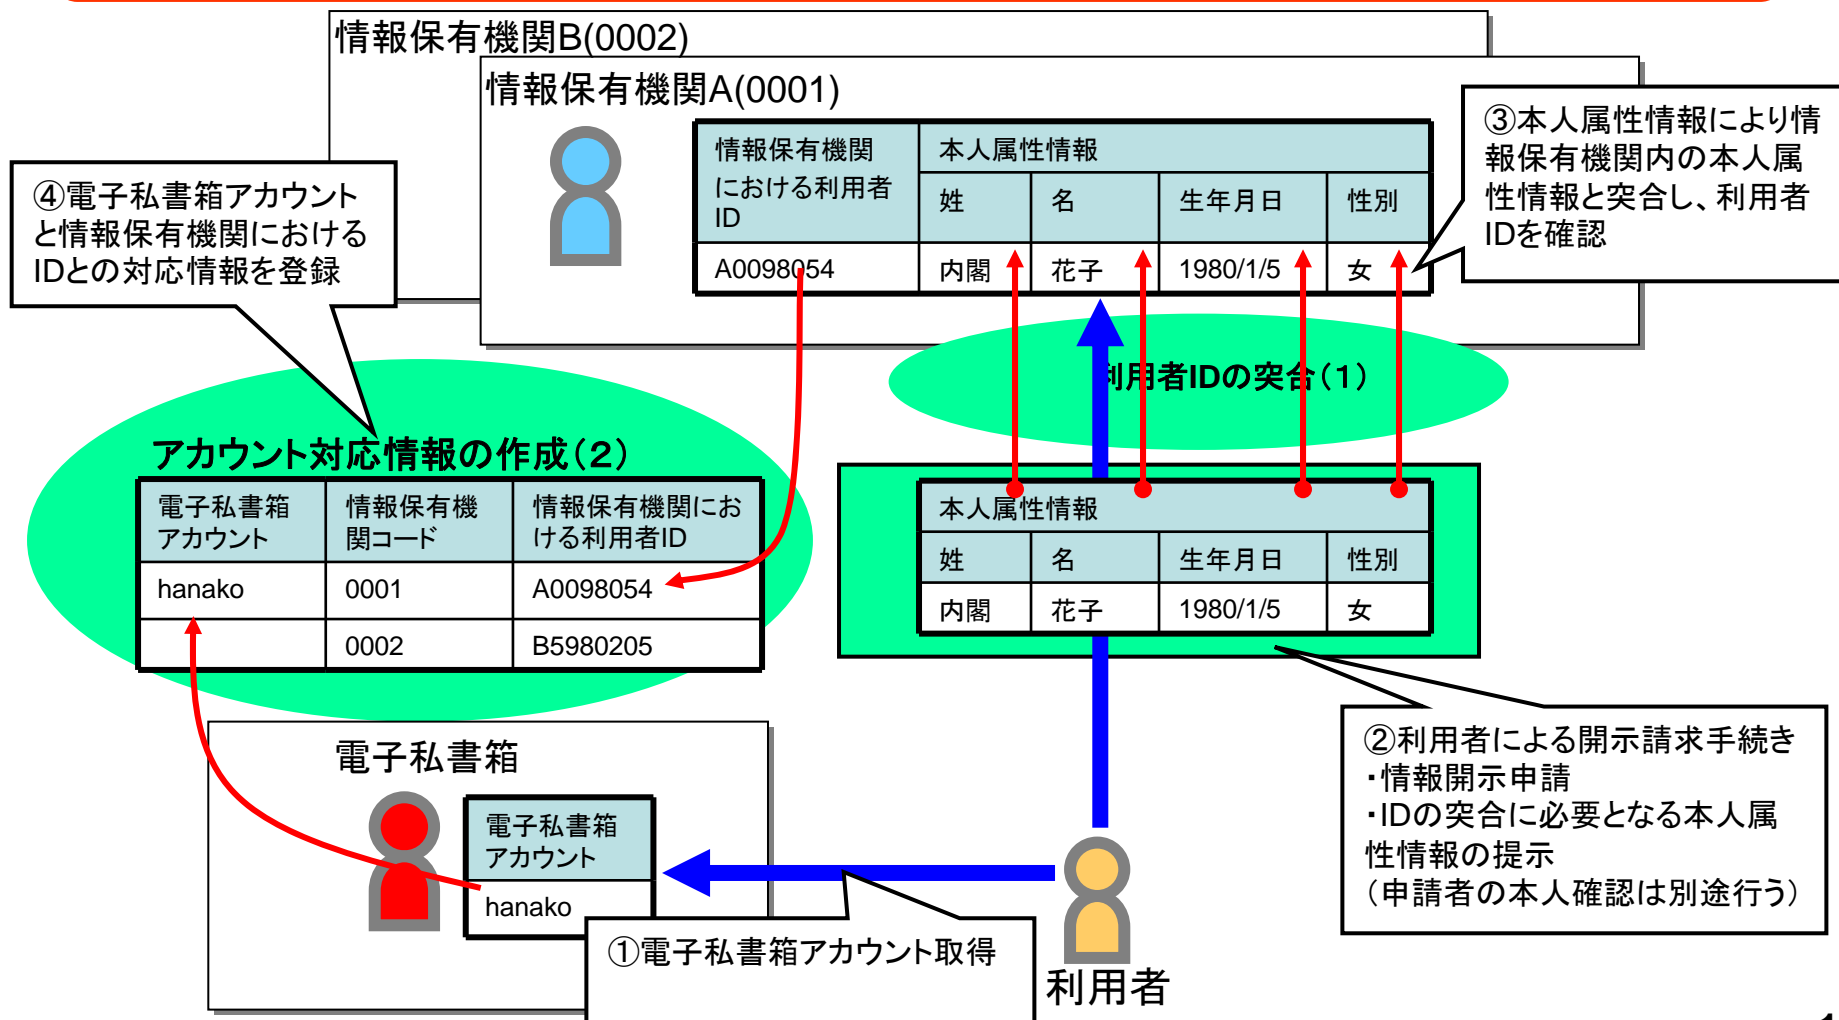 情報保有機関B(0002)
情報保有機関A(0001)
情報保有機関
における利用者
ID
本人属性情報
姓
名
生年月日
性別
A0098054
内閣
花子
1980/1/5
女
③本人属性情報により情
報保有機関内の本人属
性情報と突合し、利用者
IDを確認
④電子私書箱アカウント
と情報保有機関における
IDとの対応情報を登録
利用者IDの突合(1)
アカウント対応情報の作成(2)
電子私書箱
アカウント
情報保有機
関コード
情報保有機関にお
ける利用者ID
hanako
0001
A0098054
0002
B5980205
本人属性情報
姓
名
生年月日
性別
内閣
花子
1980/1/5
女
②利用者による開示請求手続き
・情報開示申請
・IDの突合に必要となる本人属
性情報の提示
(申請者の本人確認は別途行う)
電子私書箱
電子私書箱
アカウント
hanako
①電子私書箱アカウント取得
利用者